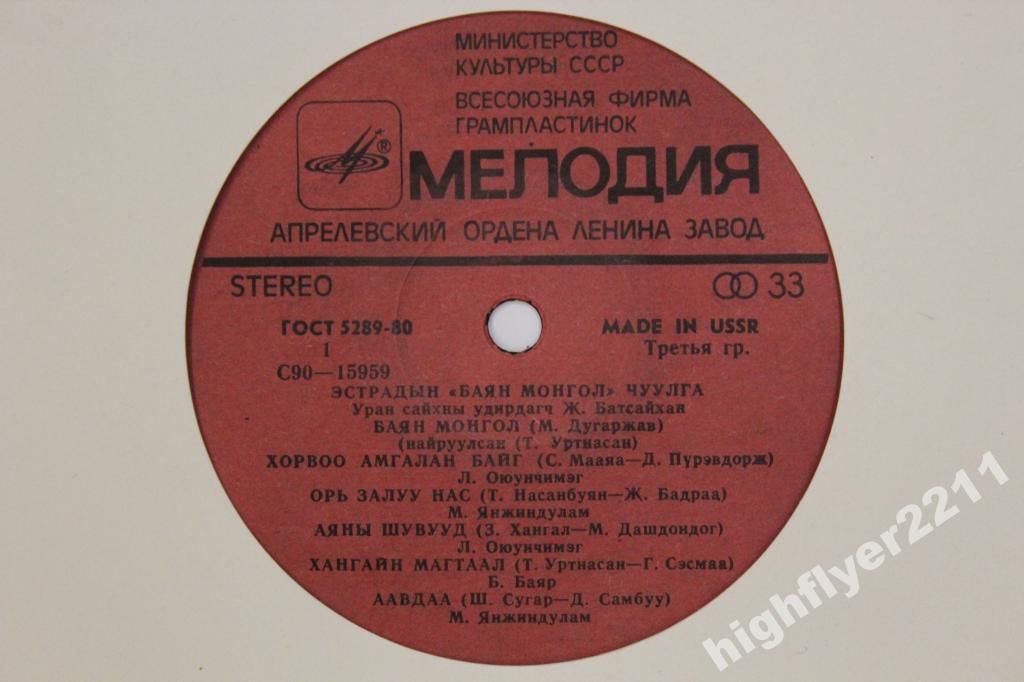 МИНИСТЕРСТВО
КУЛЬТУРЫ СССР
ВСЕСОЮЗНАЯ ФИРМА
ГРАМПЛАСТИНОК
®
МЕЛОДИЯ
АПРЕЛЕВСКИЙ ОРДЕНА ЛЕНИНА ЗАВОД
STEREO 33
ГОСТ 5289-80 MADE IN USSR
1 Третья гр.
С90—15959
ЭСТРАДЫН «БАЯН МОНГОЛ» ЧУУЛГА
Уран сайхны удирдагч Ж. Батсайхан
БАЯН МОНГОЛ (М. Дугаржав)
(найруулсан (Т. Уртнасан)
ХОРВОО АМГАЛАН БАЙГ (С. Мааяа—Д. Пүрэвдорж)
Л. Оюунчимэг
ОРЬ ЗАЛУУ НАС (Т. Насанбуян—Ж. Бадраа)
М. Янжиндулам
АЯНЫ ШУВУУД (З. Хангал—М. Дашдондог)
Л. Оюунчимэг
ХАНГАЙН МАГТААЛ (Т. Уртнасан—Г. Сэсмаа)
Б. Баяр
ААВДАА (Ш. Сугар—Д. Самбуу)
М. Янжиндулам
highflyer2211